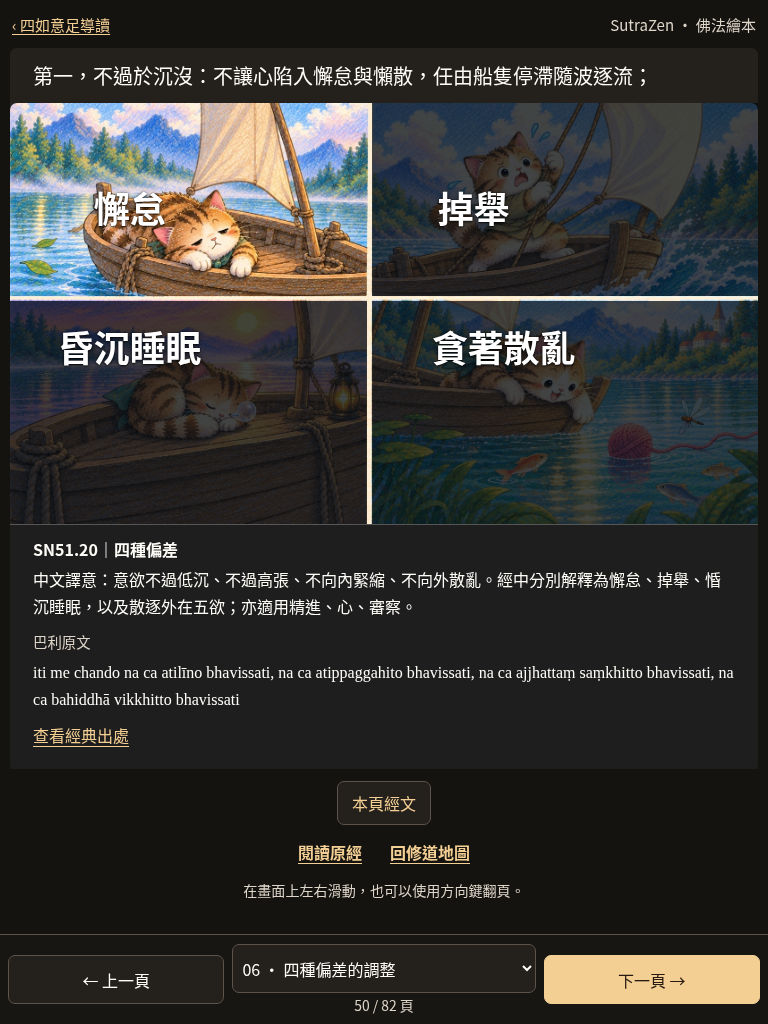 ‹ 四如意足導讀
SutraZen · 佛法繪本
第一，不過於沉沒：不讓心陷入懈怠與懶散，任由船隻停滯隨波逐流；
懈怠
掉舉
昏沉睡眠
貪著散亂
SN51.20｜四種偏差
中文譯意：意欲不過低沉、不過高張、不向內緊縮、不向外散亂。經中分別解釋為懈怠、掉舉、惛
沉睡眠，以及散逐外在五欲；亦適用精進、心、審察。
巴利原文
iti me chando na ca atilīno bhavissati, na ca atippaggahito bhavissati, na ca ajjhattaṃ saṃkhitto bhavissati, na
ca bahiddhā vikkhitto bhavissati
查看經典出處
本頁經文
閱讀原經 回修道地圖
在畫面上左右滑動，也可以使用方向鍵翻頁。
← 上一頁
06 · 四種偏差的調整
下一頁 →
50 / 82 頁